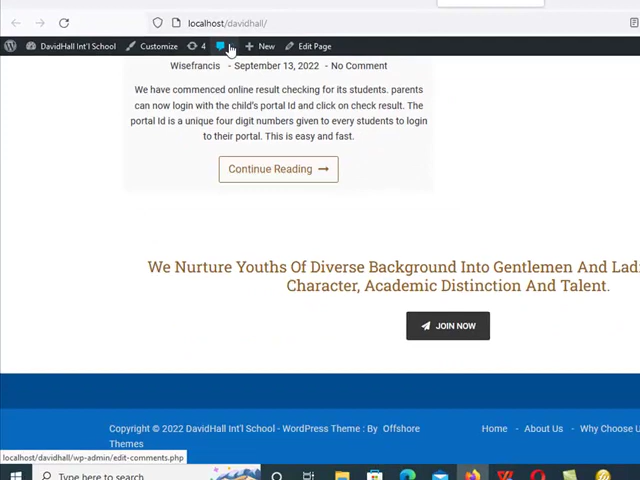 localhost/davidhall/
DavidHall Int'l School Customize 4 New Edit Page
Wisefrancis - September 13, 2022 - No Comment
We have commenced online result checking for its students. parents
can now login with the child's portal Id and click on check result. The
portal Id is a unique four digit numbers given to every students to login
to their portal. This is easy and fast.
Continue Reading
We Nurture Youths Of Diverse Background Into Gentlemen And
Character, Academic Distinction And Talent.
JOIN NOW
Copyright © 2022 DavidHall Int'l School - WordPress Theme : By Offshore
Themes
Home About Us Why Choose
localhost/davidhall/wp-admin/edit-comments.php
Type here to search